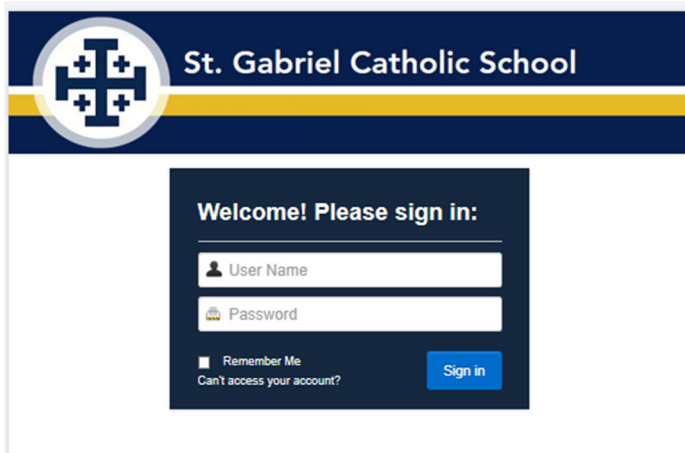 St. Gabriel Catholic School
Welcome! Please sign in:
User Name
Password
Remember Me
Can't access your account?
Sign in